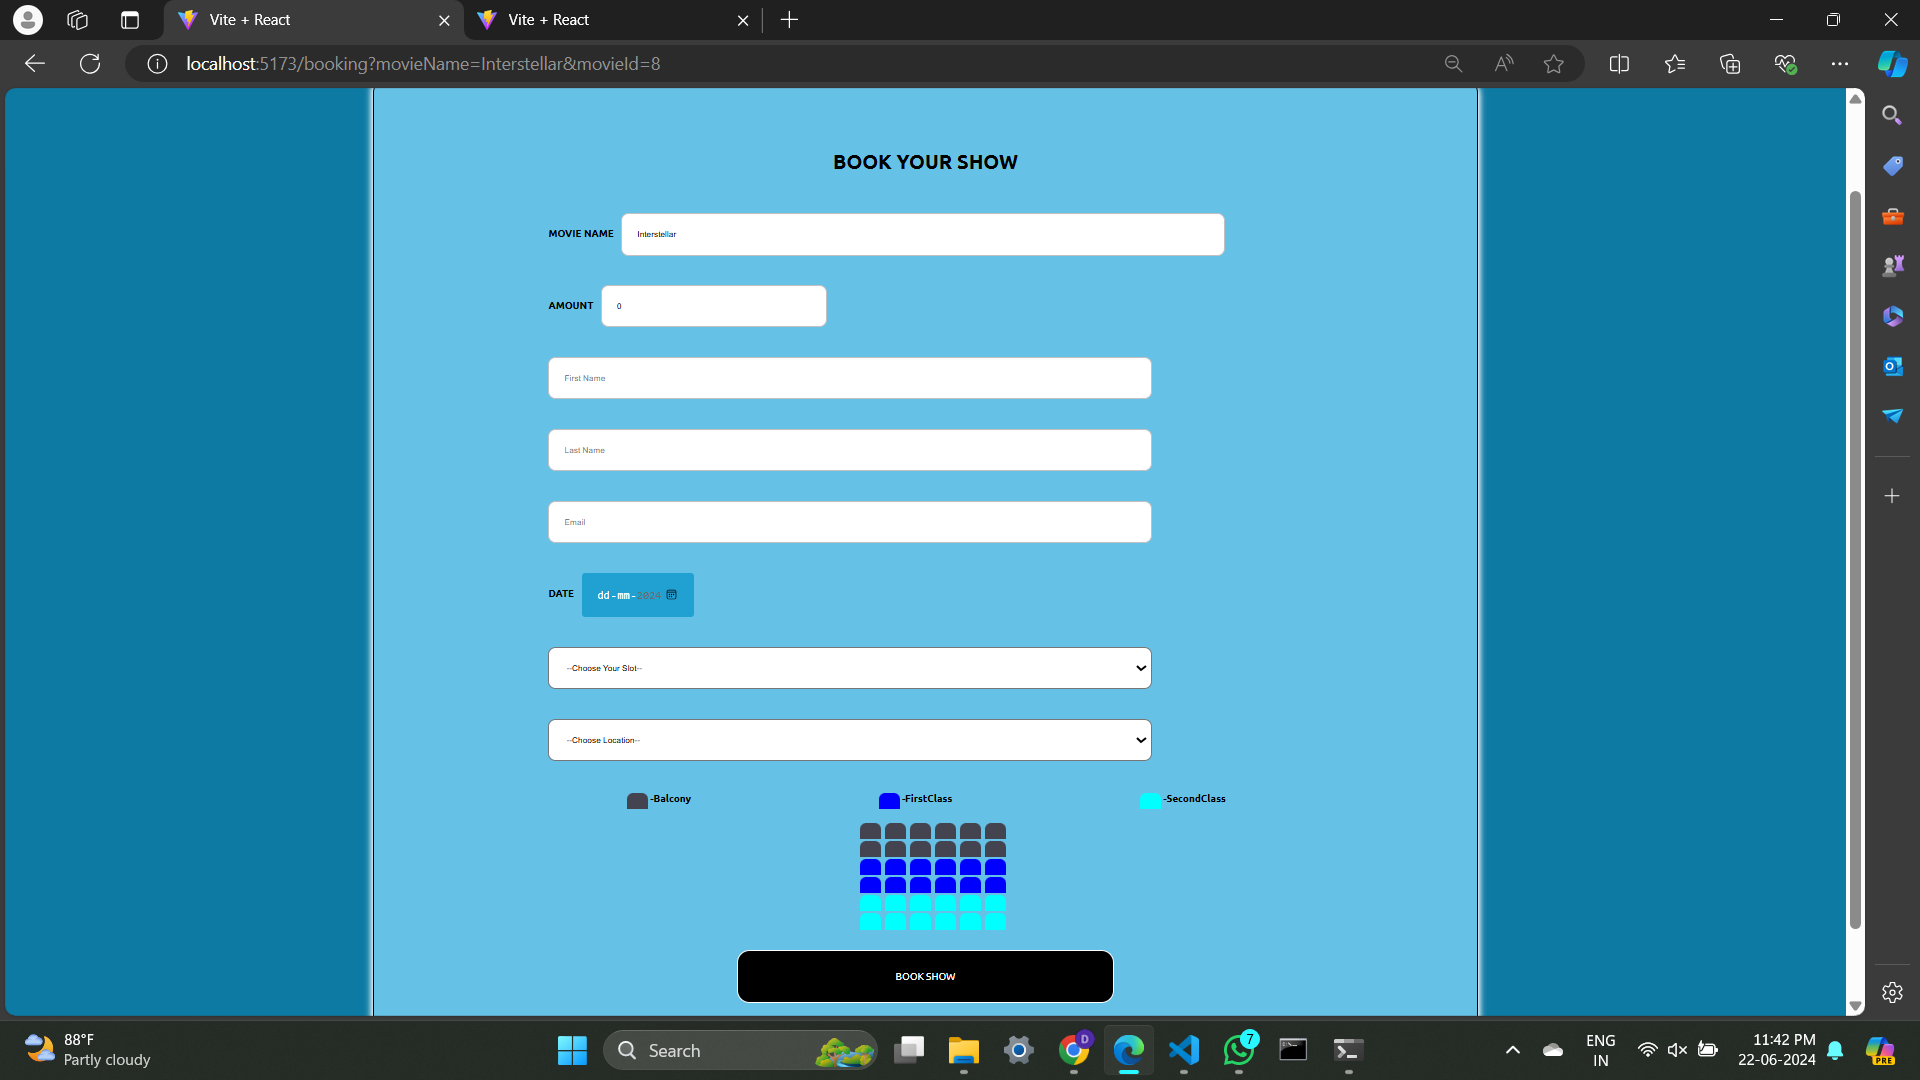 Vite + React
Vite + React
localhost:5173/booking?movieName=Interstellar&movieId=8
BOOK YOUR SHOW
MOVIE NAME Interstellar
AMOUNT 0
First Name
Last Name
Email
DATE dd-mm-2024
--Choose Your Slot--
--Choose Location--
-Balcony -FirstClass -SecondClass
BOOK SHOW
88°F
Partly cloudy
Search
D
7
ENG
IN
11:42 PM
22-06-2024
PRE